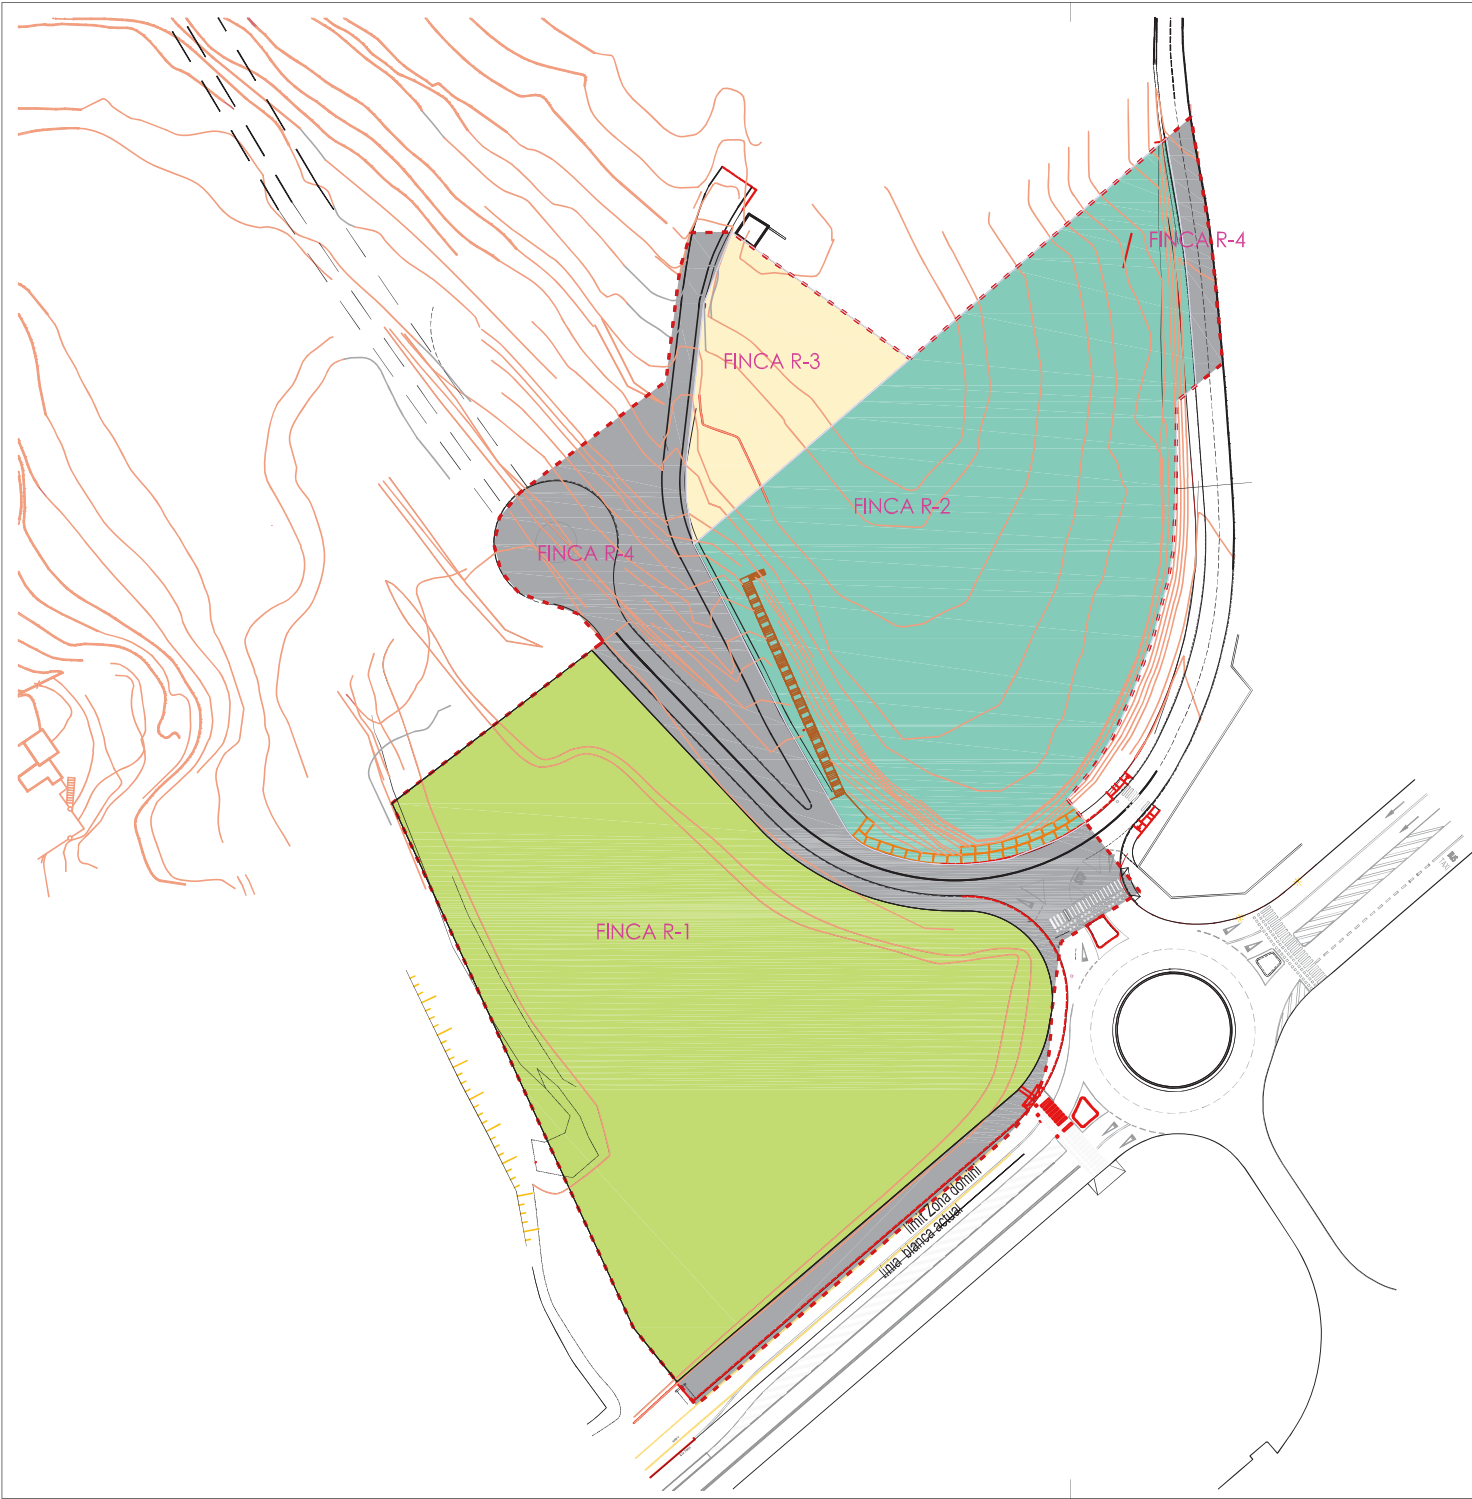 FINCA R-4
FINCA R-3
FINCA R-2
FINCA R-4
FINCA R-1
límit Zona domini
línia blanca actual